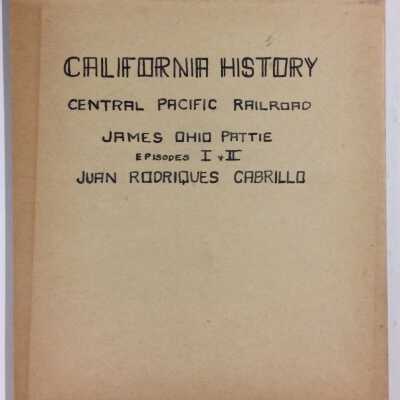 CALIFORNIA HISTORY
CENTRAL PACIFIC RAILROAD
JAMES OHIO PATTIE
EPISODES I & II
JUAN RODRIQUES CABRILLO